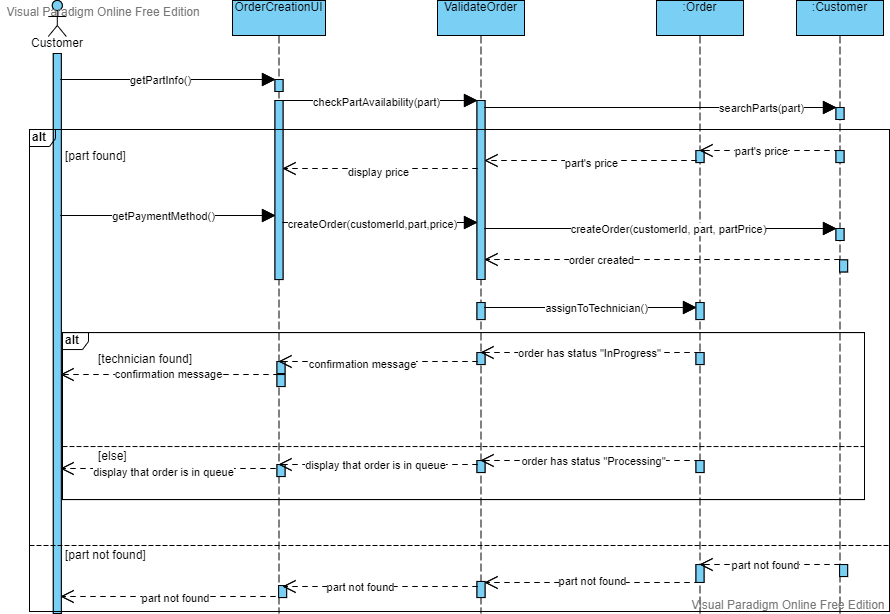 Visual Paradigm Online Free Edition
OrderCreationUI
ValidateOrder
:Order
:Customer
Customer
getPartInfo()
checkPartAvailability(part)
searchParts(part)
alt
[part found]
part's price
part's price
display price
getPaymentMethod()
createOrder(customerId,part,price)
createOrder(customerId, part, partPrice)
order created
assignToTechnician()
alt
[technician found]
order has status "InProgress"
confirmation message
confirmation message
[else]
order has status "Processing"
display that order is in queue
display that order is in queue
[part not found]
part not found
part not found
part not found
part not found
Visual Paradigm Online Free Edition